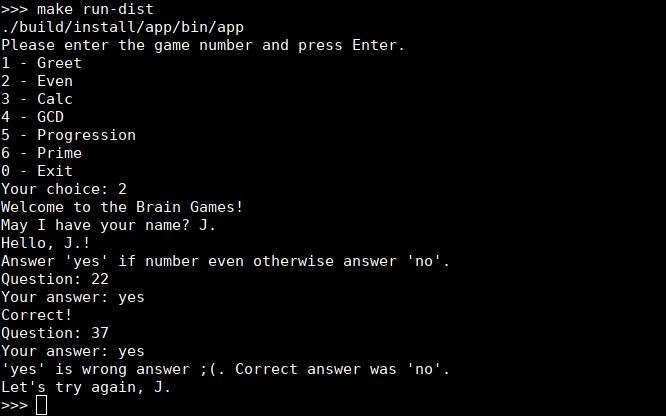 >>> make run-dist
./build/install/app/bin/app
Please enter the game number and press Enter.
1 - Greet
2 - Even
3 - Calc
4 - GCD
5 - Progression
6 - Prime
0 - Exit
Your choice: 2
Welcome to the Brain Games!
May I have your name? J.
Hello, J.!
Answer 'yes' if number even otherwise answer 'no'.
Question: 22
Your answer: yes
Correct!
Question: 37
Your answer: yes
'yes' is wrong answer ;(. Correct answer was 'no'.
Let's try again, J.
>>>